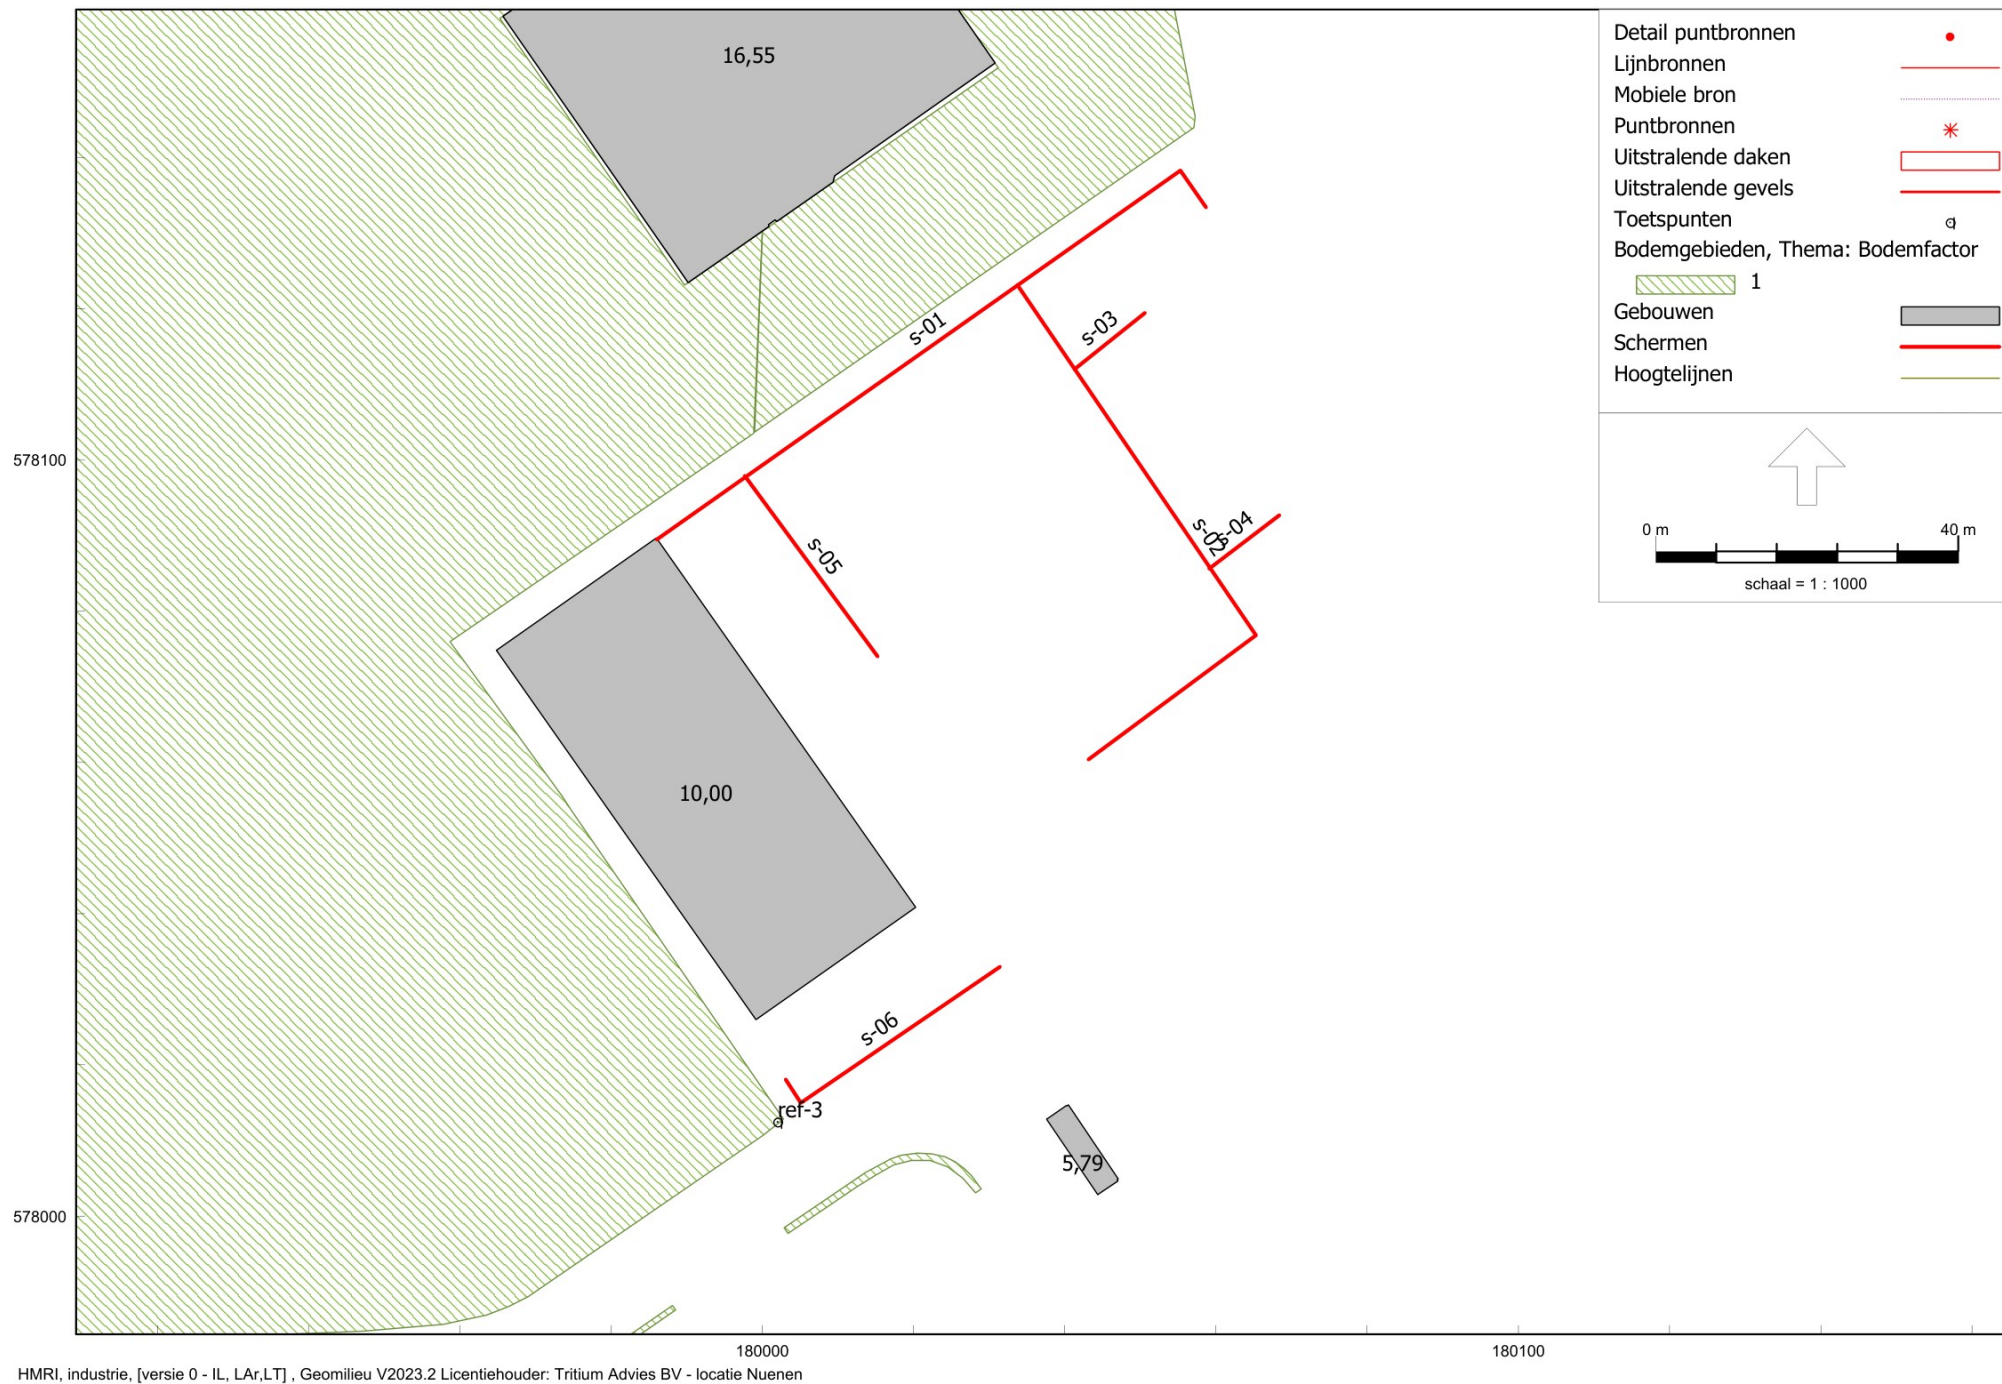 16,55
Detail puntbronnen
Lijnbronnen
Mobiele bron
Puntbronnen
Uitstralende daken
Uitstralende gevels
Toetspunten
Bodemgebieden, Thema: Bodemfactor
1
Gebouwen
Schermen
Hoogtelijnen
s-01
s-03
578100
s-02
s-04
0 m 40 m
schaal = 1 : 1000
s-05
10,00
s-06
ref-3
5,79
578000
180000 180100
HMRI, industrie, [versie 0 - IL, LAr,LT] , Geomilieu V2023.2 Licentiehouder: Tritium Advies BV - locatie Nuenen